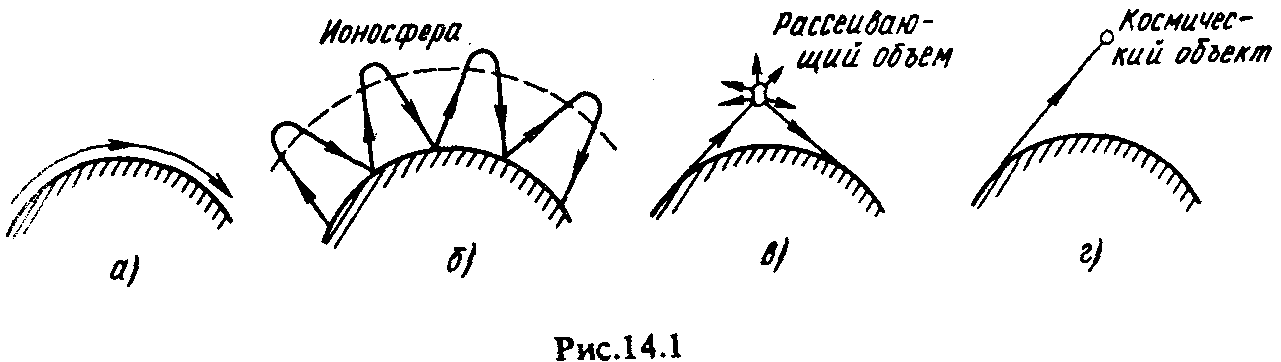 Ионосфера
Рассеиваю-
щий объем
Космичес-
кий объект
а)
б)
в)
г)
Рис.14.1